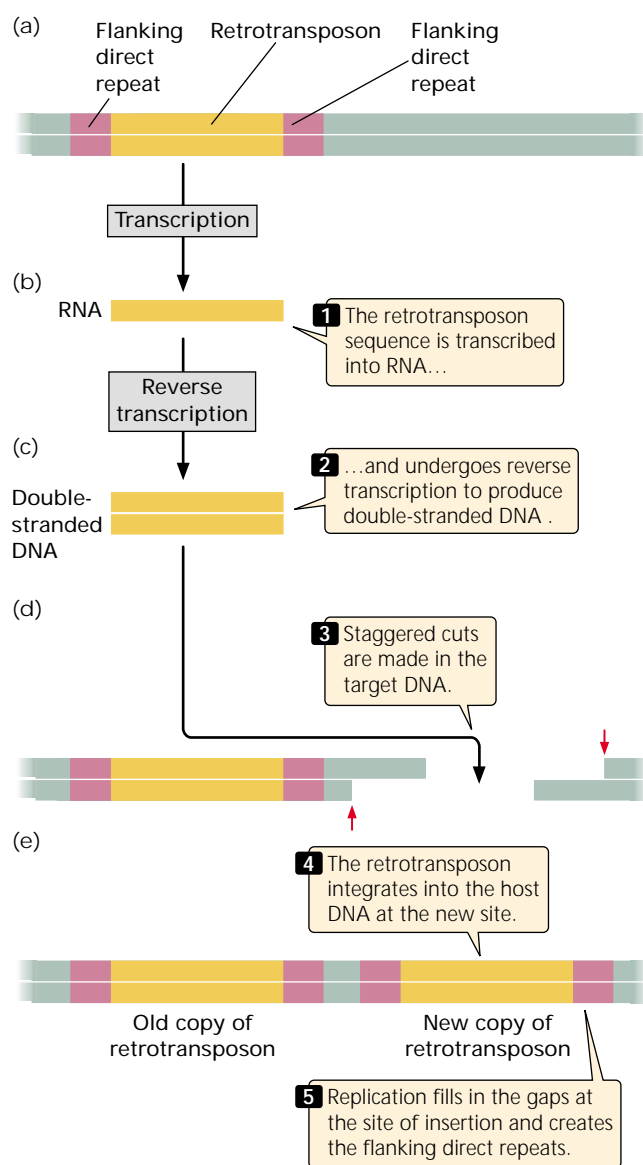 (a)
Flanking
direct
repeat
Retrotransposon
Flanking
direct
repeat
Transcription
(b)
RNA
1 The retrotransposon
sequence is transcribed
into RNA…
Reverse
transcription
(c)
Double-
stranded
DNA
2 …and undergoes reverse
transcription to produce
double-stranded DNA .
(d)
3 Staggered cuts
are made in the
target DNA.
(e)
4 The retrotransposon
integrates into the host
DNA at the new site.
Old copy of
retrotransposon
New copy of
retrotransposon
5 Replication fills in the gaps at
the site of insertion and creates
the flanking direct repeats.